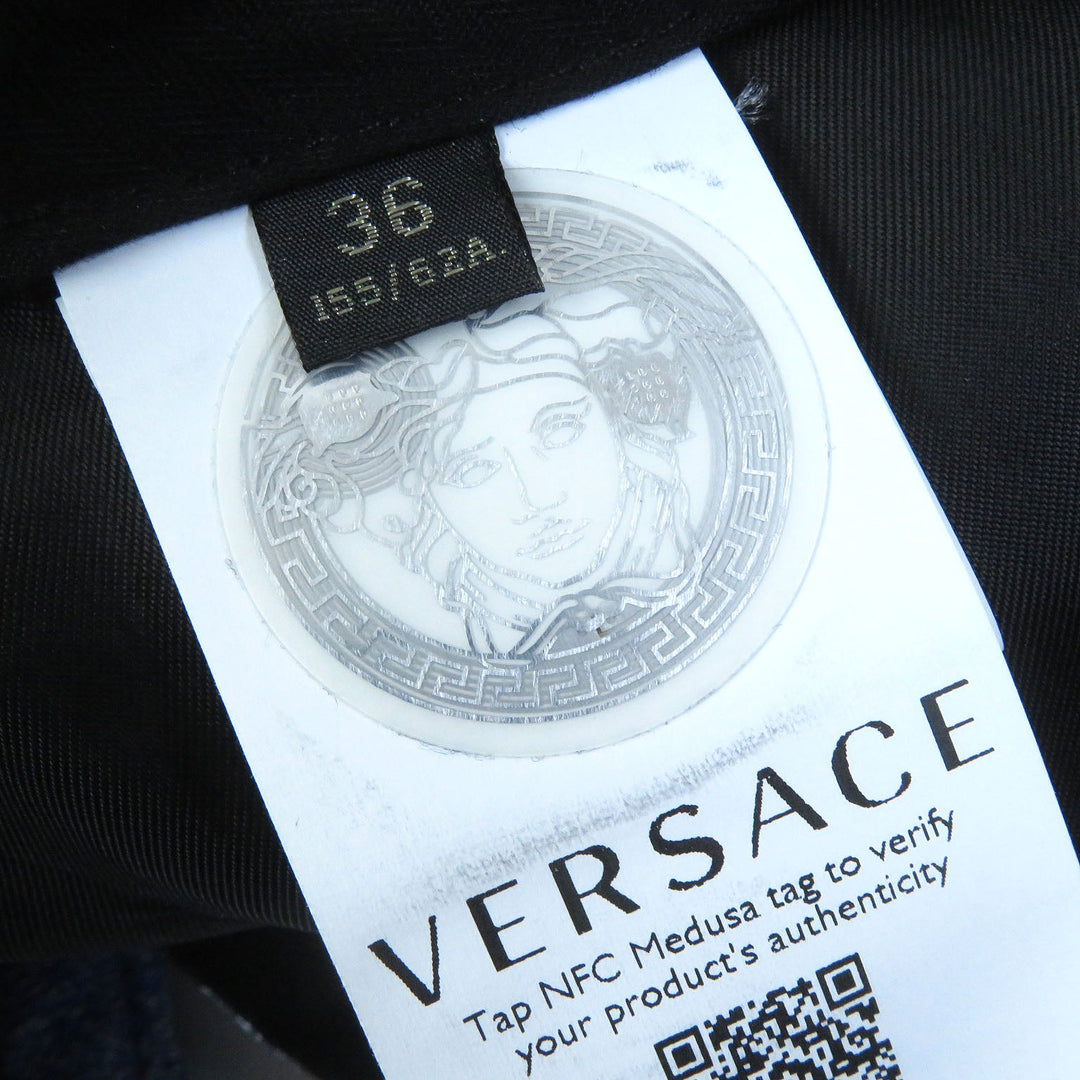 36
155/62A.
VERSACE
Tap NFC Medusa tag to verify
your product's authenticity